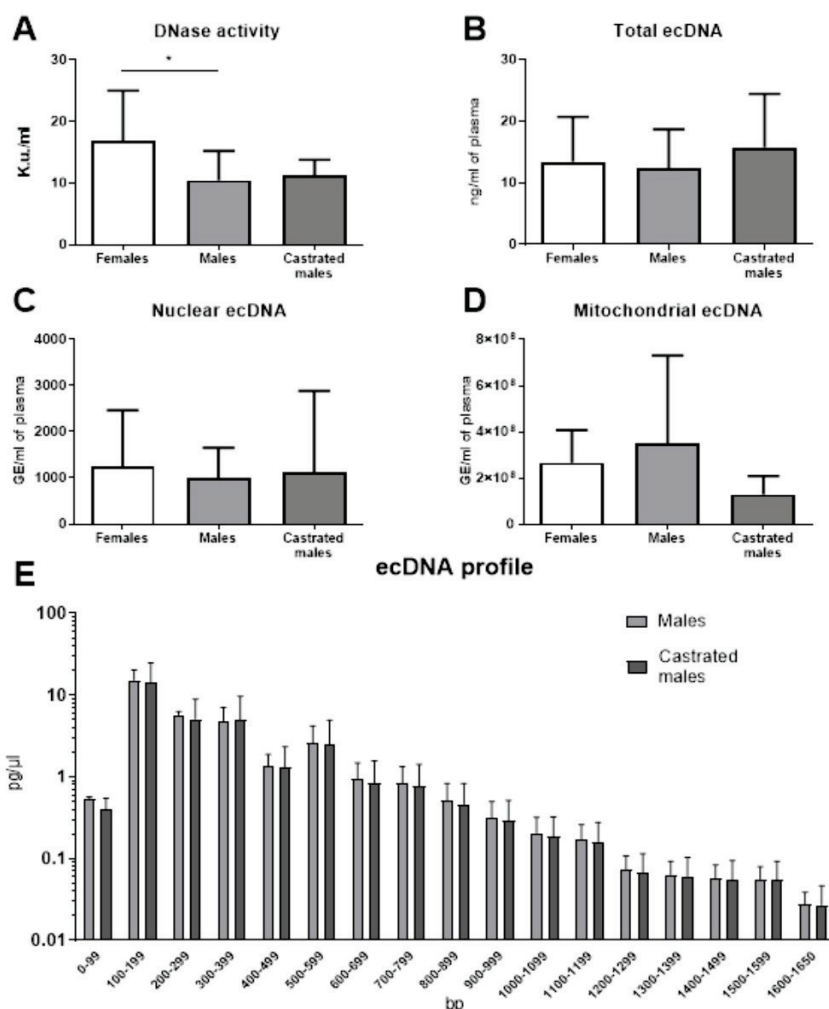 A
DNase activity
K.u./ml
30
20
10
0
*
Females
Males
Castrated
males
B
Total ecDNA
ng/ml of plasma
30
20
10
0
Females
Males
Castrated
males
C
Nuclear ecDNA
GE/ml of plasma
4000
3000
2000
1000
0
Females
Males
Castrated
males
D
Mitochondrial ecDNA
GE/ml of plasma
8×10⁸
6×10⁸
4×10⁸
2×10⁸
0
Females
Males
Castrated
males
E
ecDNA profile
pg/µl
100
10
1
0.1
0.01
Males
Castrated
males
0-99
100-199
200-299
300-399
400-499
500-599
600-699
700-799
800-899
900-999
1000-1099
1100-1199
1200-1299
1300-1399
1400-1499
1500-1599
1600-1650
bp